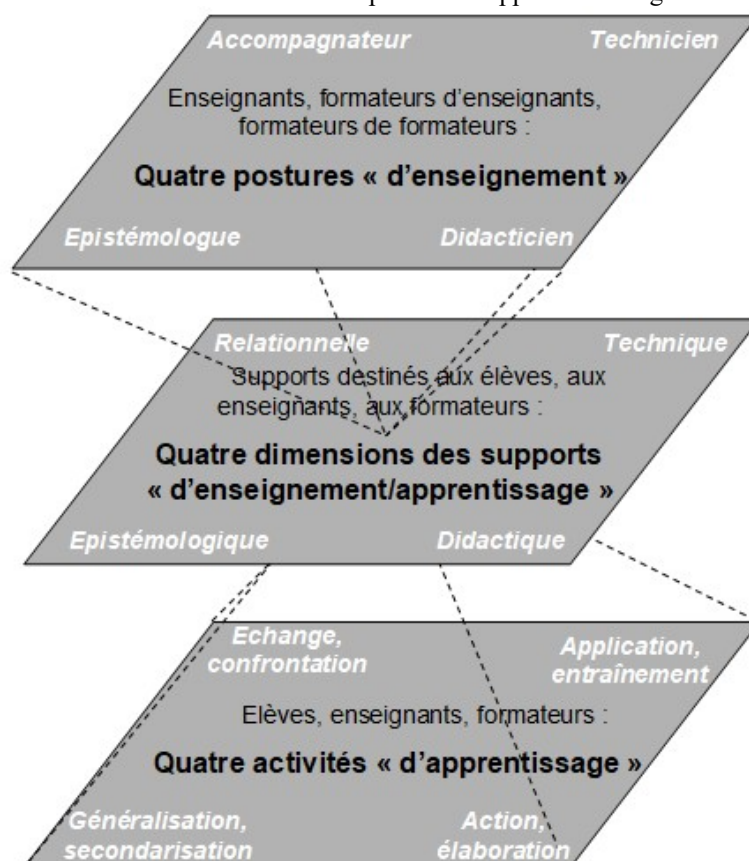 Accompagnateur Technicien
Enseignants, formateurs d'enseignants,
formateurs de formateurs :
Quatre postures « d'enseignement »
Epistémologue Didacticien
Relationnelle Technique
Supports destinés aux élèves, aux
enseignants, aux formateurs :
Quatre dimensions des supports
« d'enseignement/apprentissage »
Epistémologique Didactique
Echange,
confrontation
Application,
entraînement
Elèves, enseignants, formateurs :
Quatre activités « d'apprentissage »
Généralisation,
secondarisation
Action,
élaboration